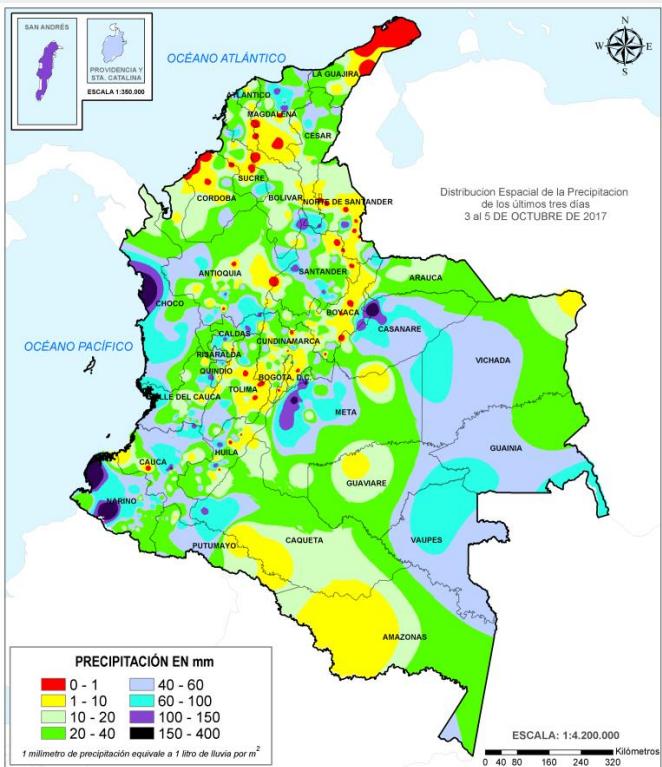 SAN ANDRÉS
PROVIDENCIA Y
STA. CATALINA
ESCALA 1:350.000
OCÉANO ATLÁNTICO
N
W E
S
LA GUAJIRA
ATLÁNTICO
MAGDALENA
CESAR
SUCRE
CORDOBA
BOLIVAR
NORTE DE SANTANDER
Distribucion Espacial de la Precipitacion
de los últimos tres días
3 al 5 DE OCTUBRE DE 2017
ANTIOQUIA
SANTANDER
ARAUCA
CHOCO
BOYACA
CASANARE
CALDAS
CUNDINAMARCA
OCÉANO PACÍFICO
RISARALDA
VICHADA
QUINDIO
BOGOTA, D.C.
TOLIMA
VALLE DEL CAUCA
META
GUAINIA
HUILA
CAUCA
GUAVIARE
NARIÑO
PUTUMAYO
CAQUETA
VAUPES
AMAZONAS
PRECIPITACIÓN EN mm
0 - 1 40 - 60
1 - 10 60 - 100
10 - 20 100 - 150
20 - 40 150 - 400
1 milimetro de precipitación equivale a 1 litro de lluvia por m²
ESCALA: 1:4.200.000
Kilómetros
0 40 80 160 240 320